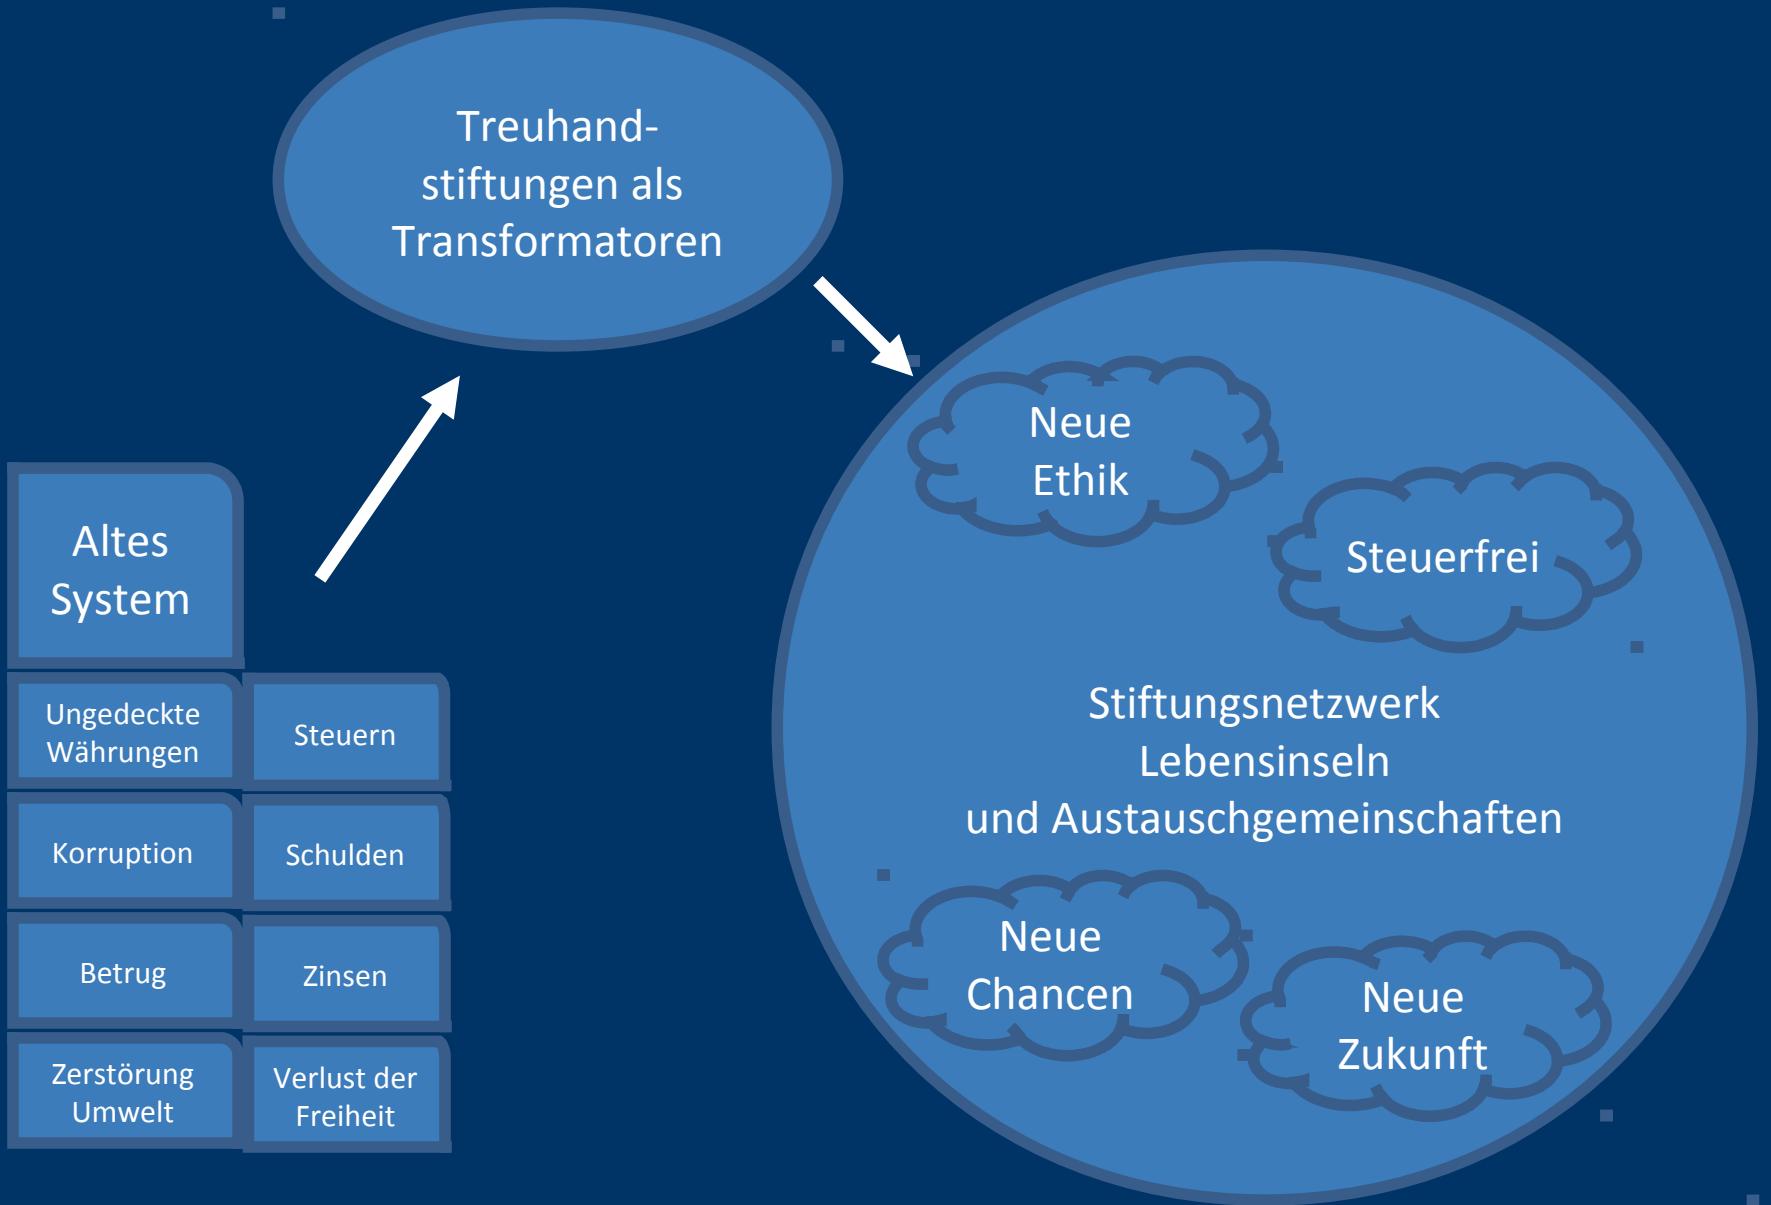 Treuhand-
stiftungen als
Transformatoren
Altes
System
Ungedeckte
Währungen
Steuern
Korruption
Schulden
Betrug
Zinsen
Zerstörung
Umwelt
Verlust der
Freiheit
Neue
Ethik
Steuerfrei
Stiftungsnetzwerk
Lebensinseln
und Austauschgemeinschaften
Neue
Chancen
Neue
Zukunft